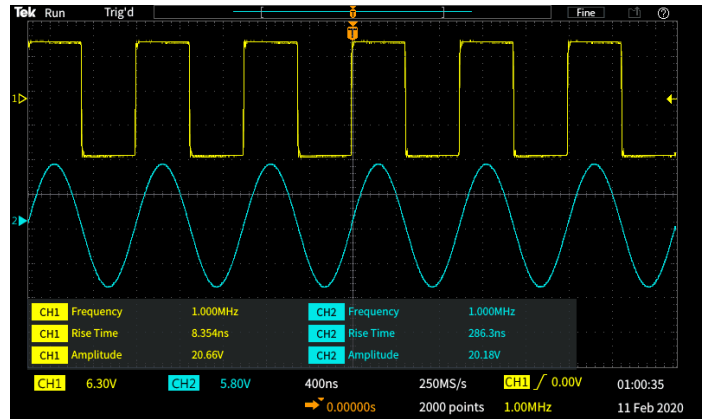 Tek Run Trig'd Fine
T
1
2
CH1 Frequency 1.000MHz CH2 Frequency 1.000MHz
CH1 Rise Time 8.354ns CH2 Rise Time 286.3ns
CH1 Amplitude 20.66V CH2 Amplitude 20.18V
CH1 6.30V CH2 5.80V 400ns 250MS/s CH1 0.00V 01:00:35
0.00000s 2000 points 1.00MHz 11 Feb 2020